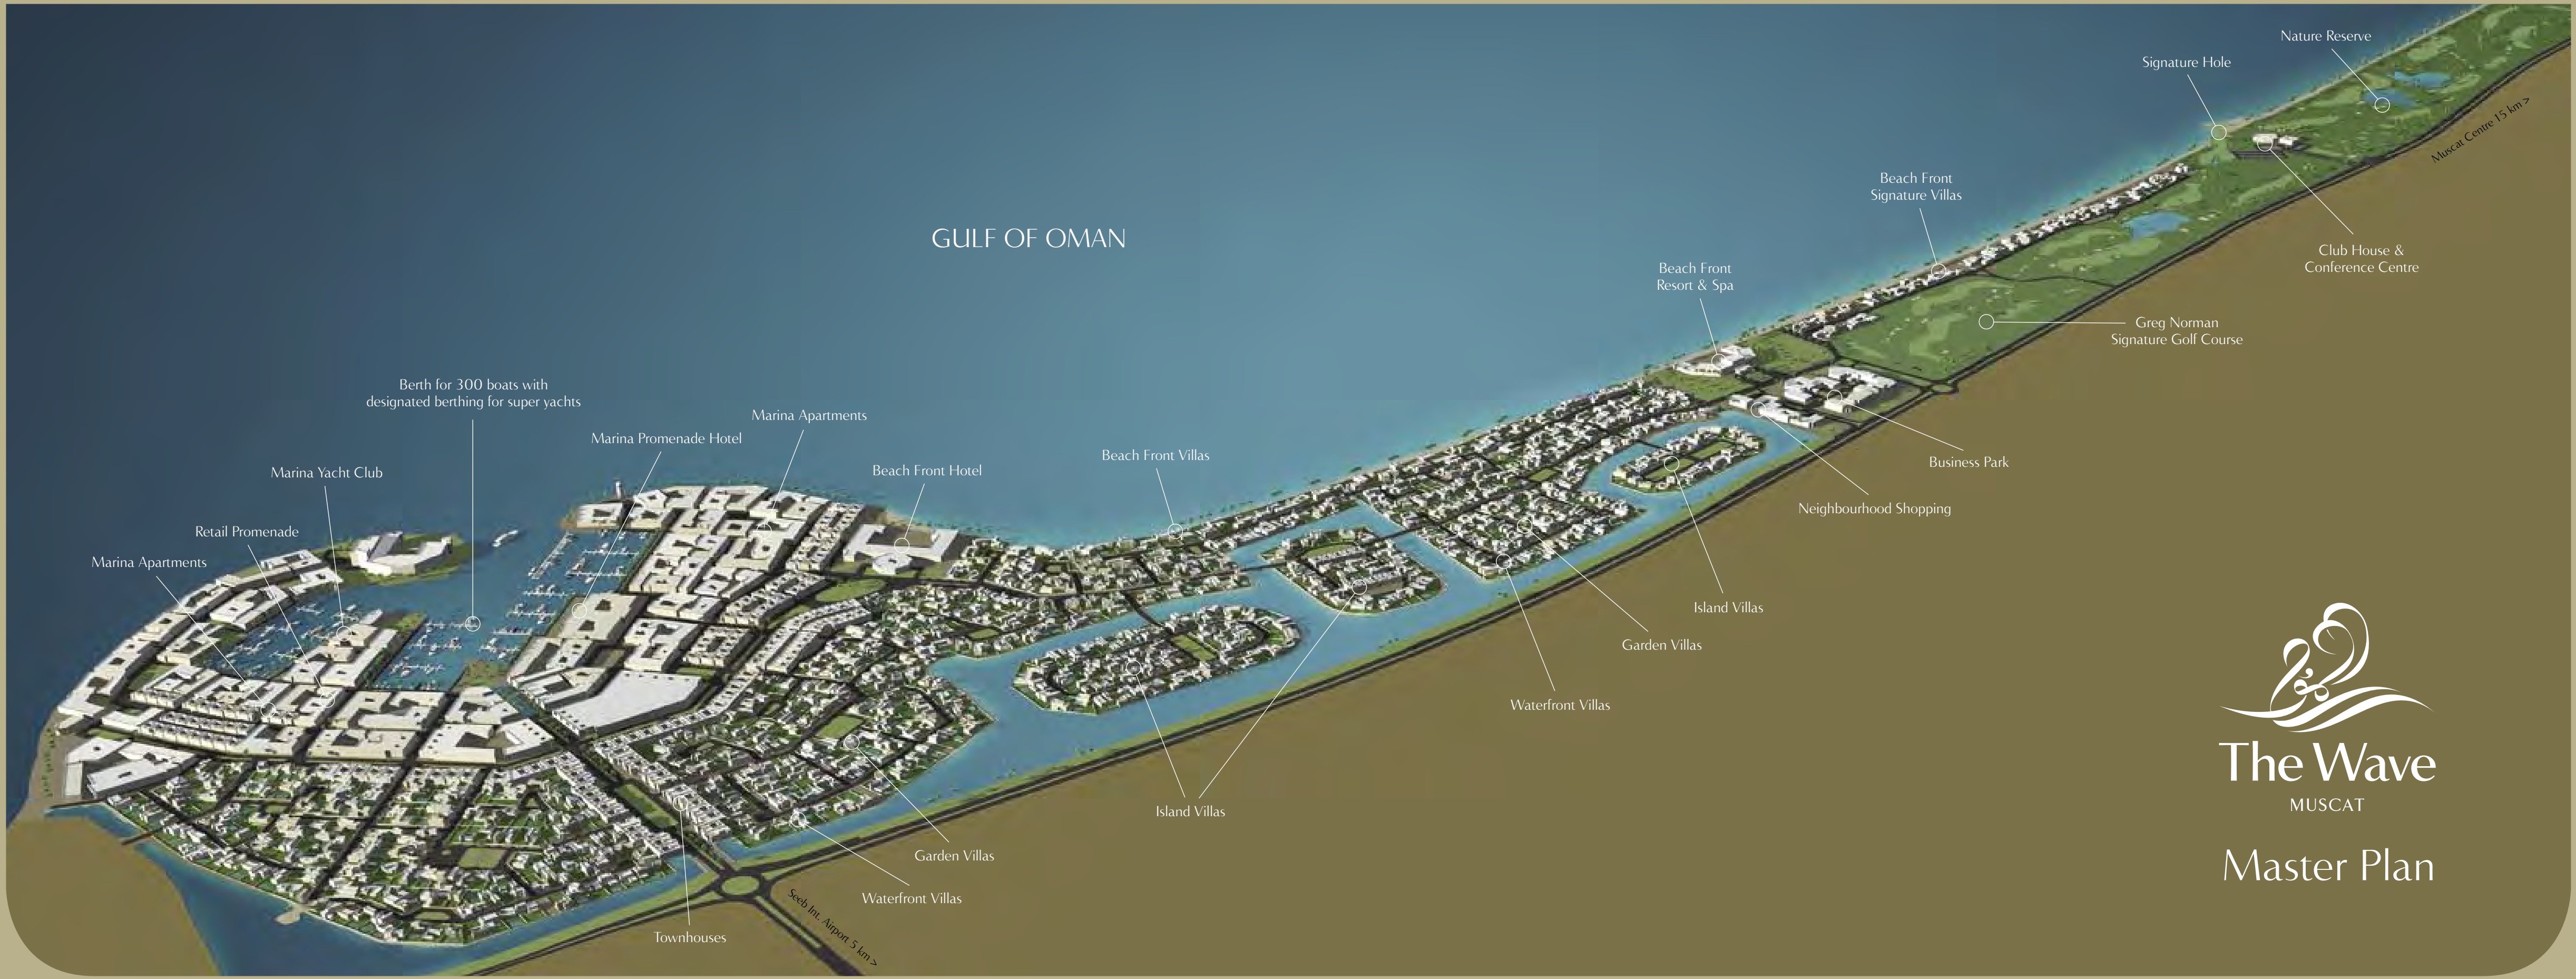 Nature Reserve
Signature Hole
Muscat Centre 15 km >
Beach Front
Signature Villas
GULF OF OMAN
Club House &
Conference Centre
Beach Front
Resort & Spa
Greg Norman
Signature Golf Course
Berth for 300 boats with
designated berthing for super yachts
Marina Apartments
Marina Promenade Hotel
Beach Front Villas
Business Park
Marina Yacht Club
Beach Front Hotel
Neighbourhood Shopping
Retail Promenade
Marina Apartments
Island Villas
Garden Villas
Waterfront Villas
The Wave
MUSCAT
Island Villas
Garden Villas
Master Plan
Waterfront Villas
Seeb Int. Airport 5 km >
Townhouses